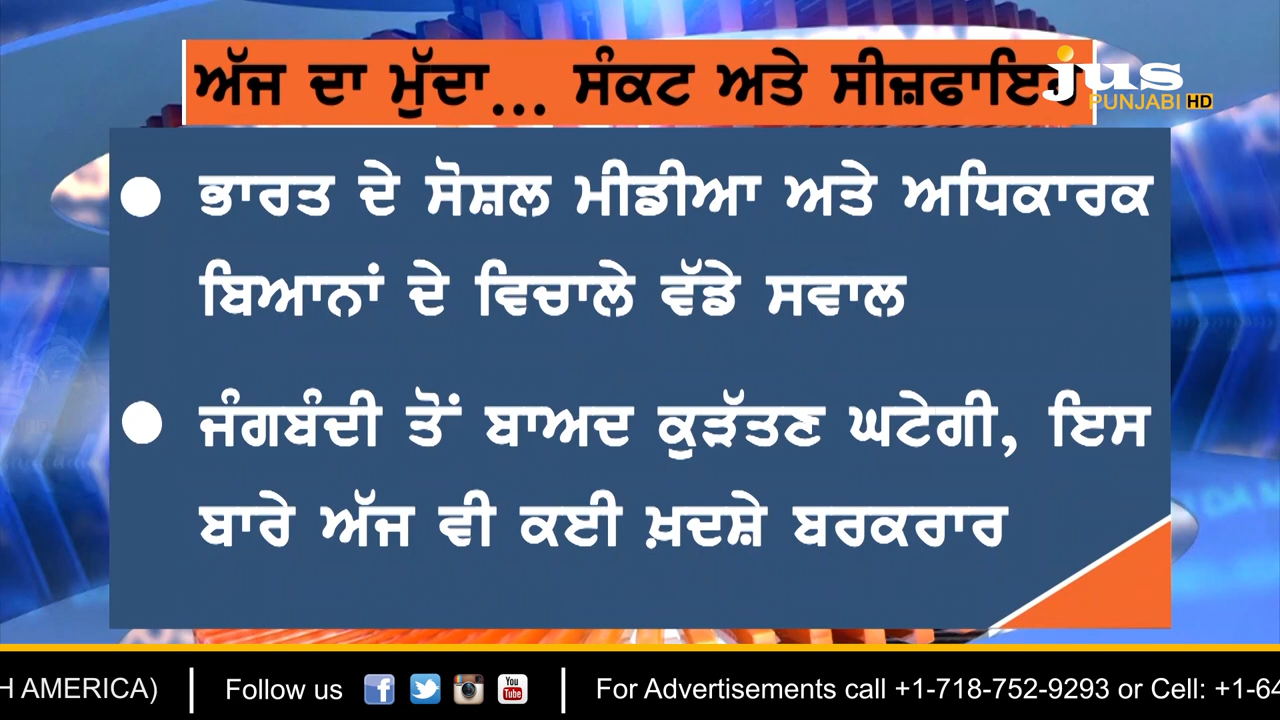 ਅੱਜ ਦਾ ਮੁੱਦਾ... ਸੰਕਟ ਅਤੇ ਸੀਜ਼ਫਾਇਰ
jus
PUNJABI HD
ਭਾਰਤ ਦੇ ਸੋਸ਼ਲ ਮੀਡੀਆ ਅਤੇ ਅਧਿਕਾਰਕ
ਬਿਆਨਾਂ ਦੇ ਵਿਚਾਲੇ ਵੱਡੇ ਸਵਾਲ
ਜੰਗਬੰਦੀ ਤੋਂ ਬਾਅਦ ਕੁੜੱਤਣ ਘਟੇਗੀ, ਇਸ
ਬਾਰੇ ਅੱਜ ਵੀ ਕਈ ਖ਼ਦਸ਼ੇ ਬਰਕਰਾਰ
H AMERICA) | Follow us You Tube | For Advertisements call +1-718-752-9293 or Cell: +1-64